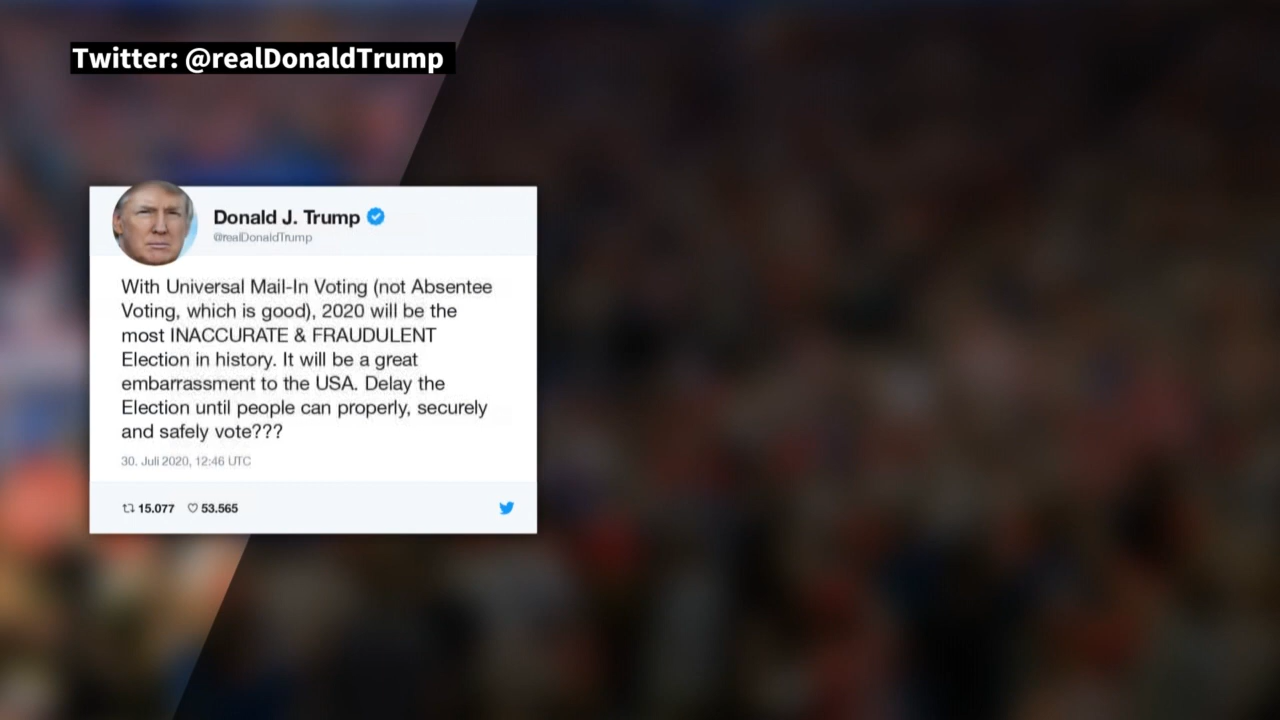 Twitter: @realDonaldTrump
Donald J. Trump
@realDonaldTrump
With Universal Mail-In Voting (not Absentee
Voting, which is good), 2020 will be the
most INACCURATE & FRAUDULENT
Election in history. It will be a great
embarrassment to the USA. Delay the
Election until people can properly, securely
and safely vote???
30. Juli 2020, 12:46 UTC
15.077 53.565